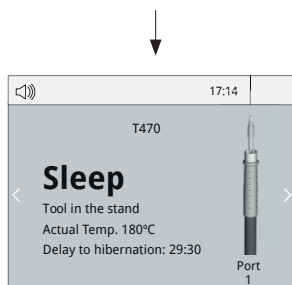 17:14
T470
Sleep
Tool in the stand
Actual Temp. 180ºC
Delay to hibernation: 29:30
Port
1